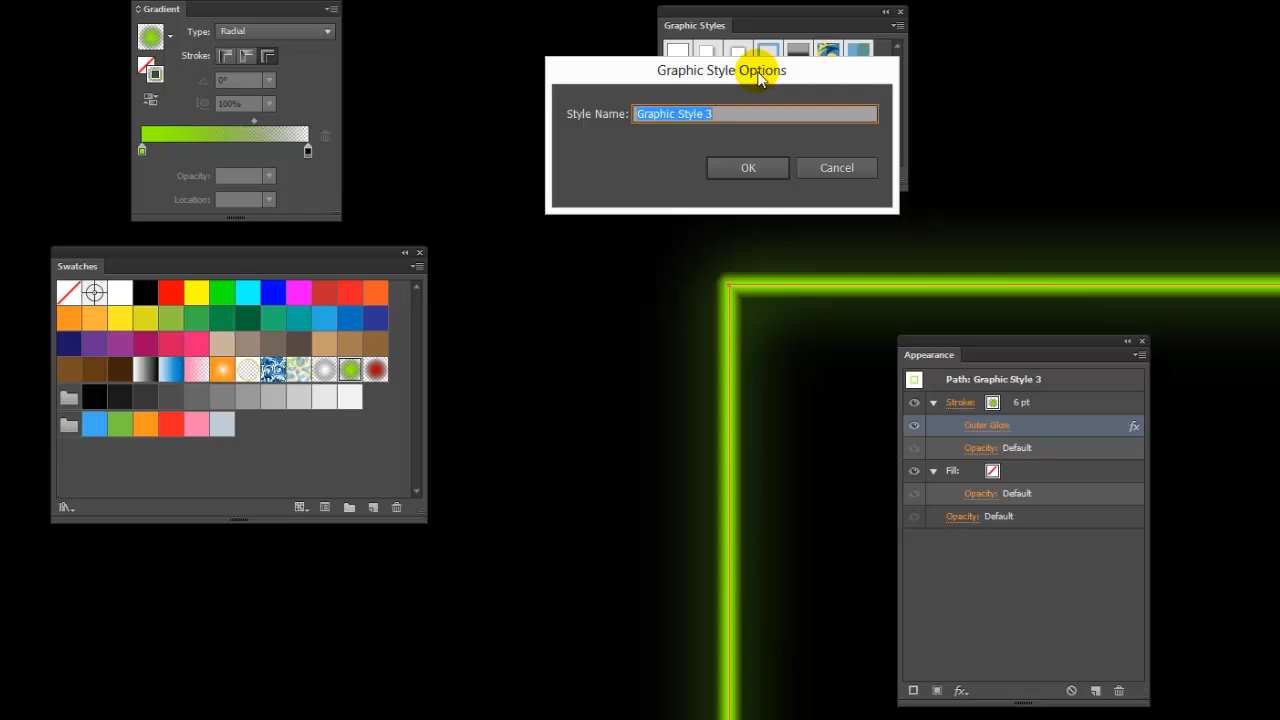 Gradient
Type: Radial
Stroke:
0°
100%
Opacity:
Location:
Graphic Styles
Graphic Style Options
Style Name: Graphic Style 3
OK Cancel
Swatches
Appearance
Path: Graphic Style 3
Stroke: 6 pt
Outer Glow fx
Opacity: Default
Fill:
Opacity: Default
Opacity: Default
fx.